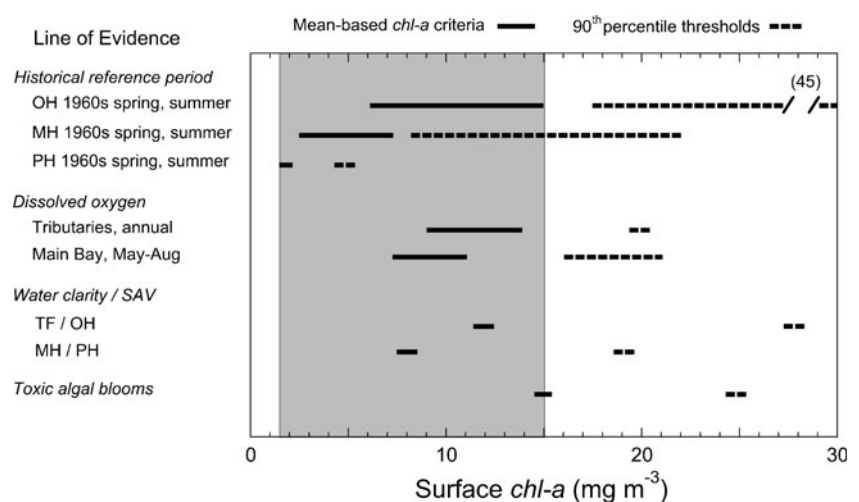 Line of Evidence
Mean-based chl-a criteria
90th percentile thresholds
Historical reference period
OH 1960s spring, summer
(45)
MH 1960s spring, summer
PH 1960s spring, summer
Dissolved oxygen
Tributaries, annual
Main Bay, May-Aug
Water clarity / SAV
TF / OH
MH / PH
Toxic algal blooms
0 10 20 30
Surface chl-a (mg m⁻³)